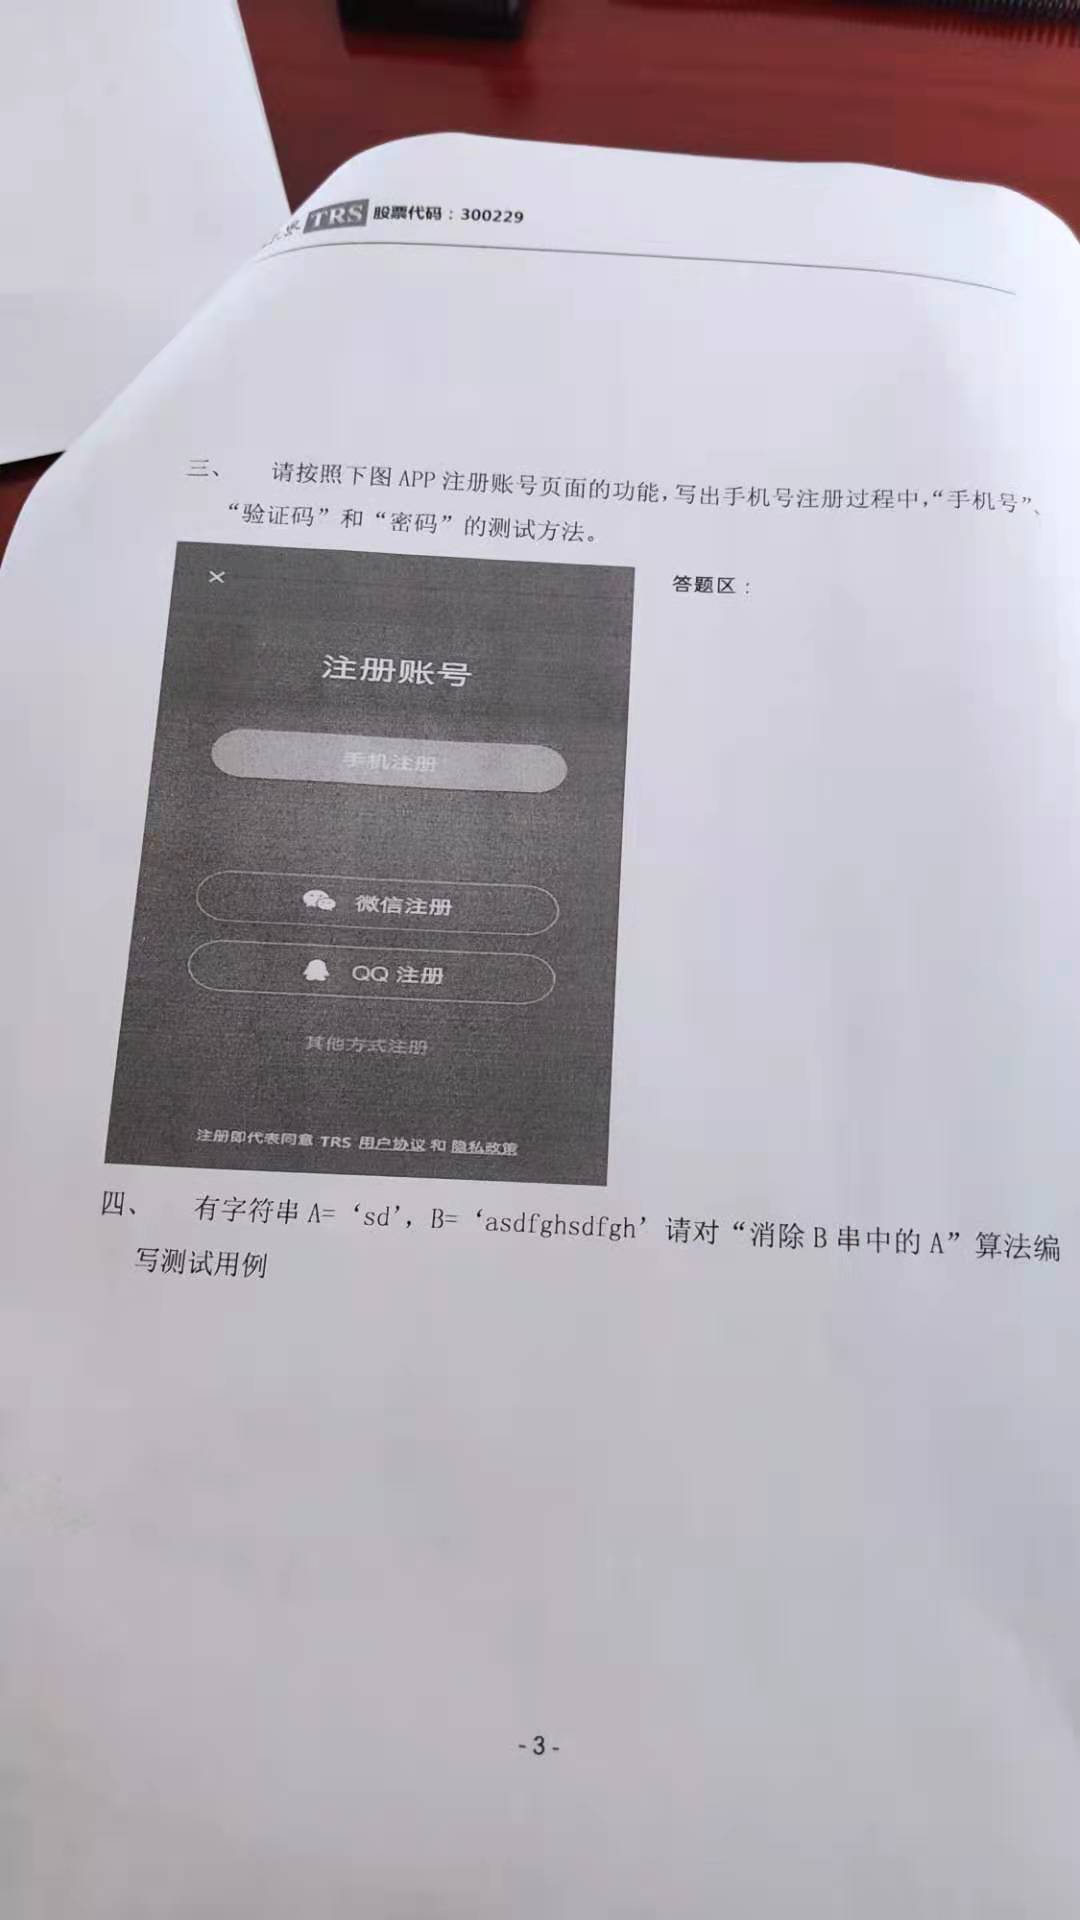 TRS 股票代码：300229
三、 请按照下图 APP 注册账号页面的功能，写出手机号注册过程中，“手机号”、
“验证码”和“密码”的测试方法。
答题区：
×
注册账号
手机注册
微信注册
QQ 注册
其他方式注册
注册即代表同意 TRS 用户协议 和 隐私政策
四、 有字符串 A=‘sd’，B=‘asdfghsdfgh’请对“消除 B 串中的 A”算法编
写测试用例
- 3 -